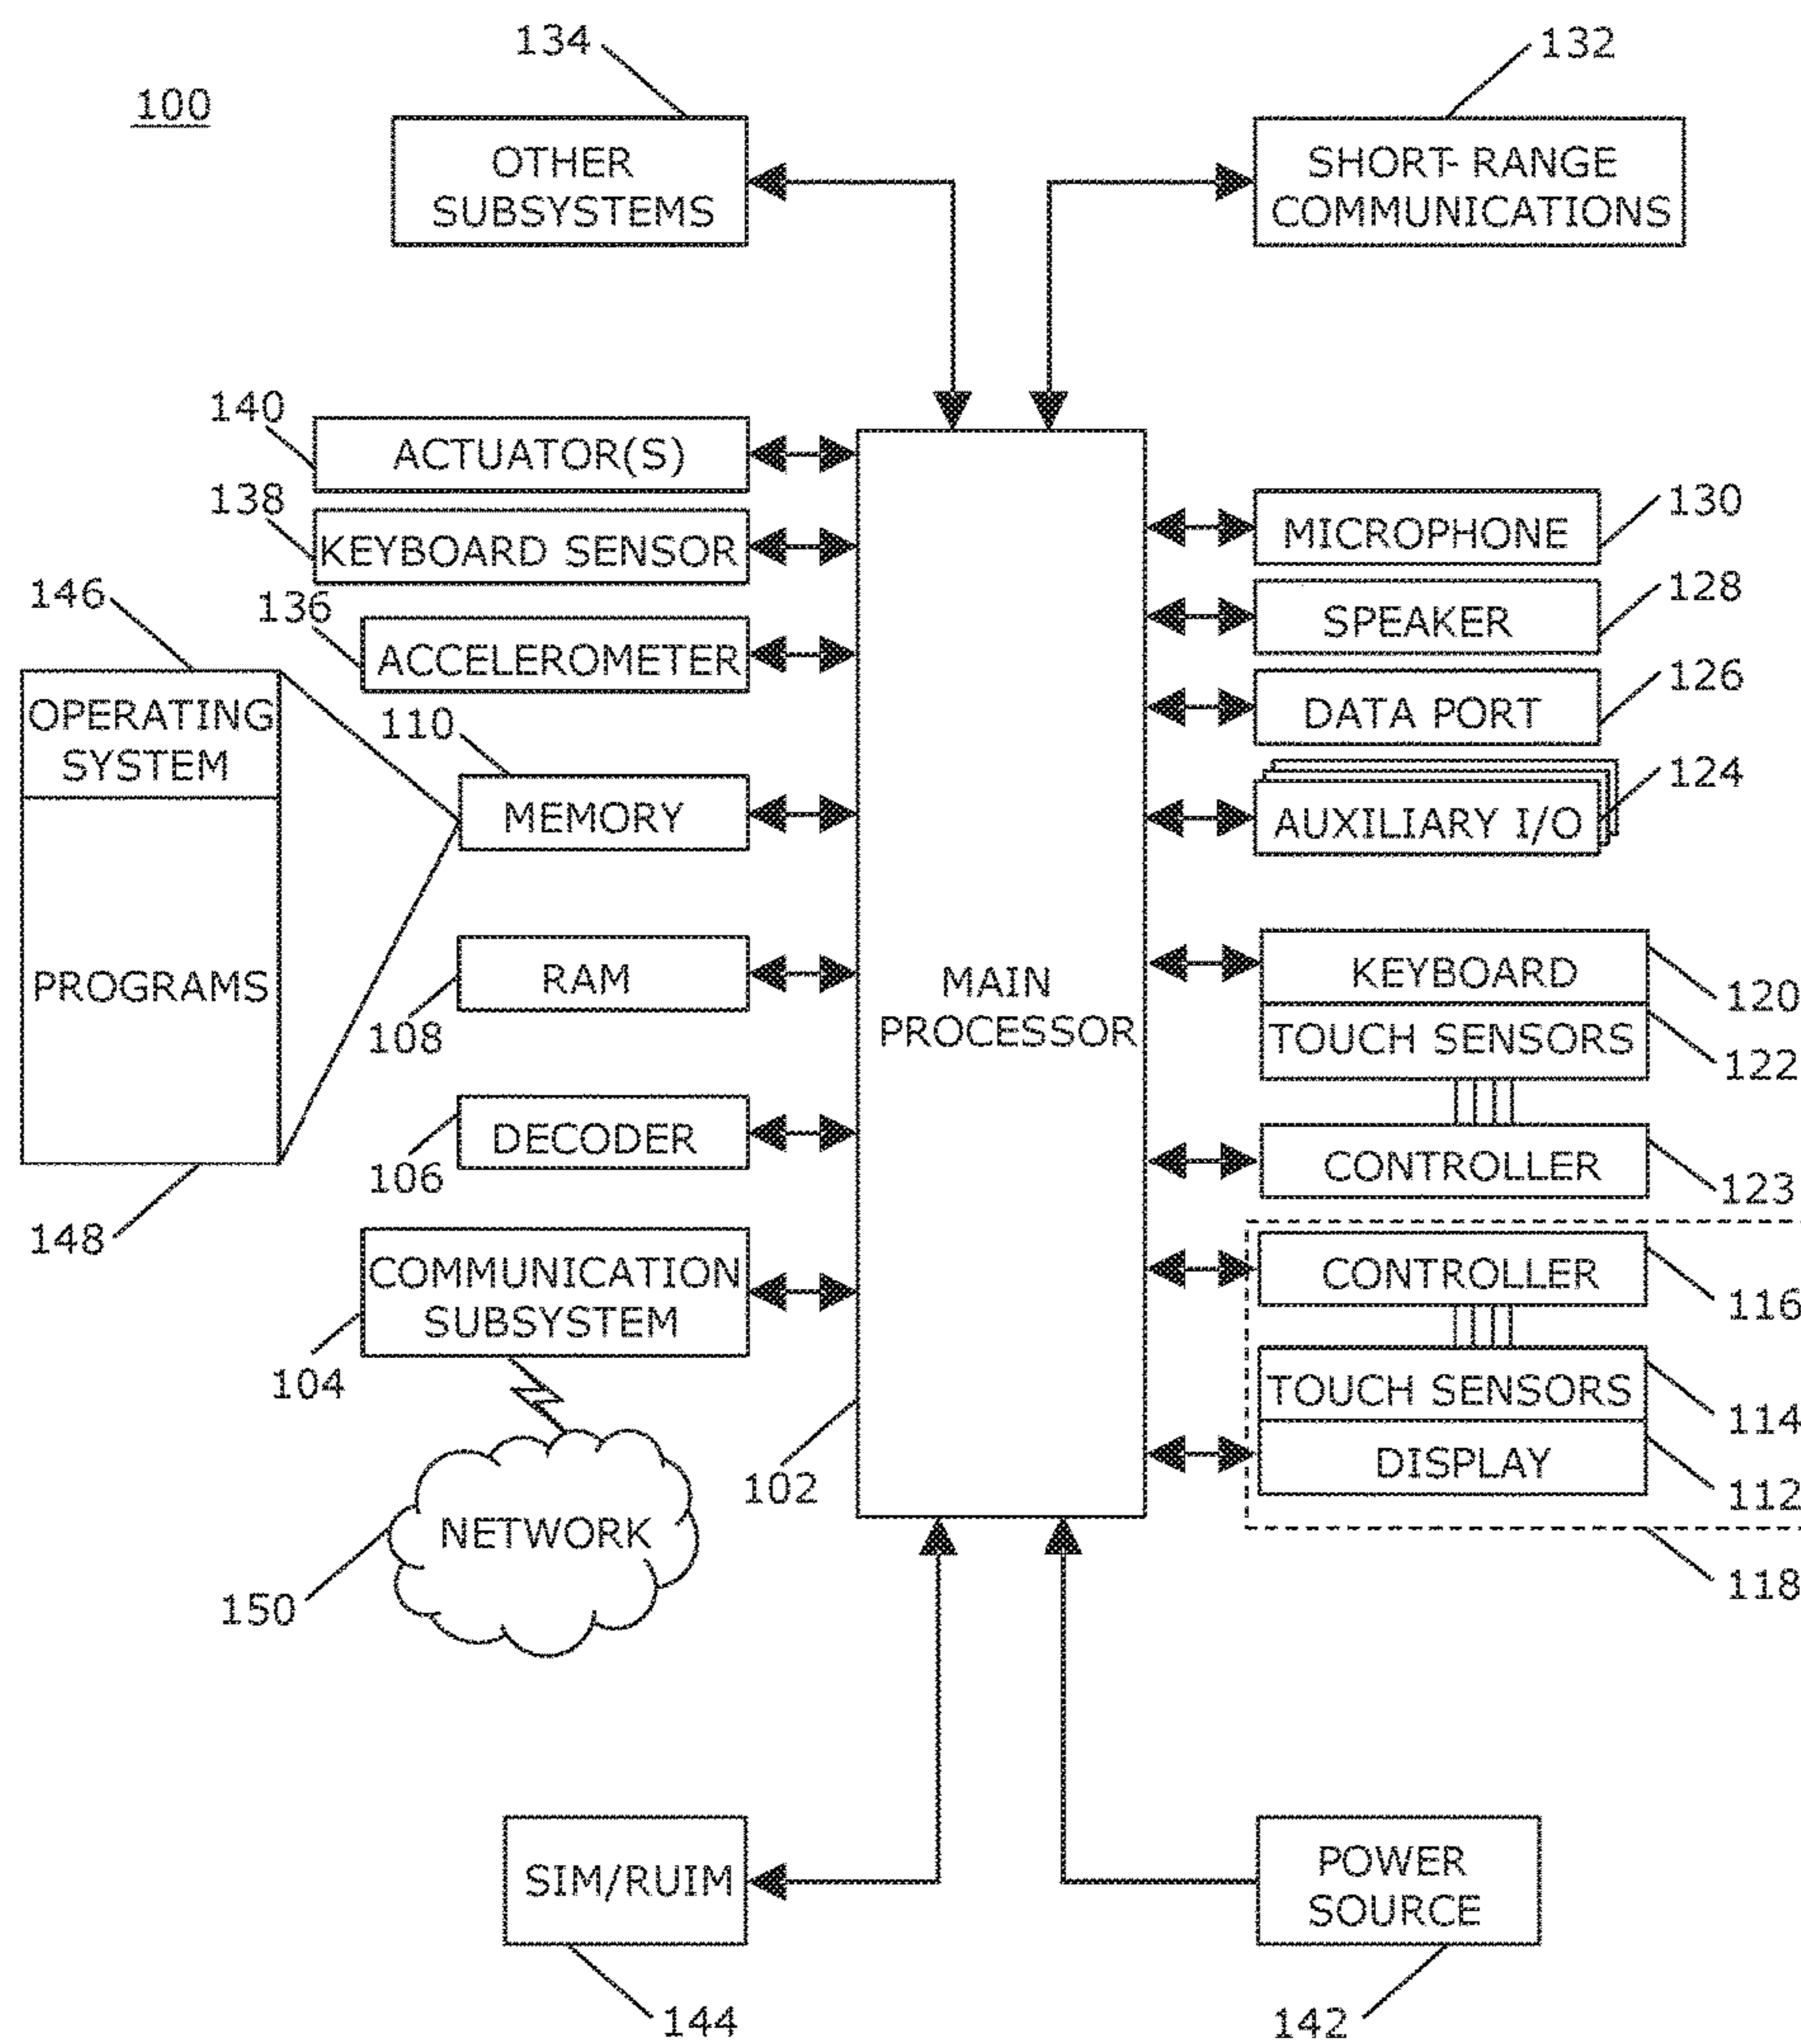 134
132
100
OTHER
SUBSYSTEMS
SHORT-RANGE
COMMUNICATIONS
140
ACTUATOR(S)
138
KEYBOARD SENSOR
136
ACCELEROMETER
146
OPERATING
SYSTEM
PROGRAMS
148
110
MEMORY
RAM
108
DECODER
106
COMMUNICATION
SUBSYSTEM
104
NETWORK
150
MAIN
PROCESSOR
102
MICROPHONE
130
SPEAKER
128
DATA PORT
126
AUXILIARY I/O
124
KEYBOARD
120
TOUCH SENSORS
122
CONTROLLER
123
CONTROLLER
116
TOUCH SENSORS
114
DISPLAY
112
118
SIM/RUIM
144
POWER
SOURCE
142